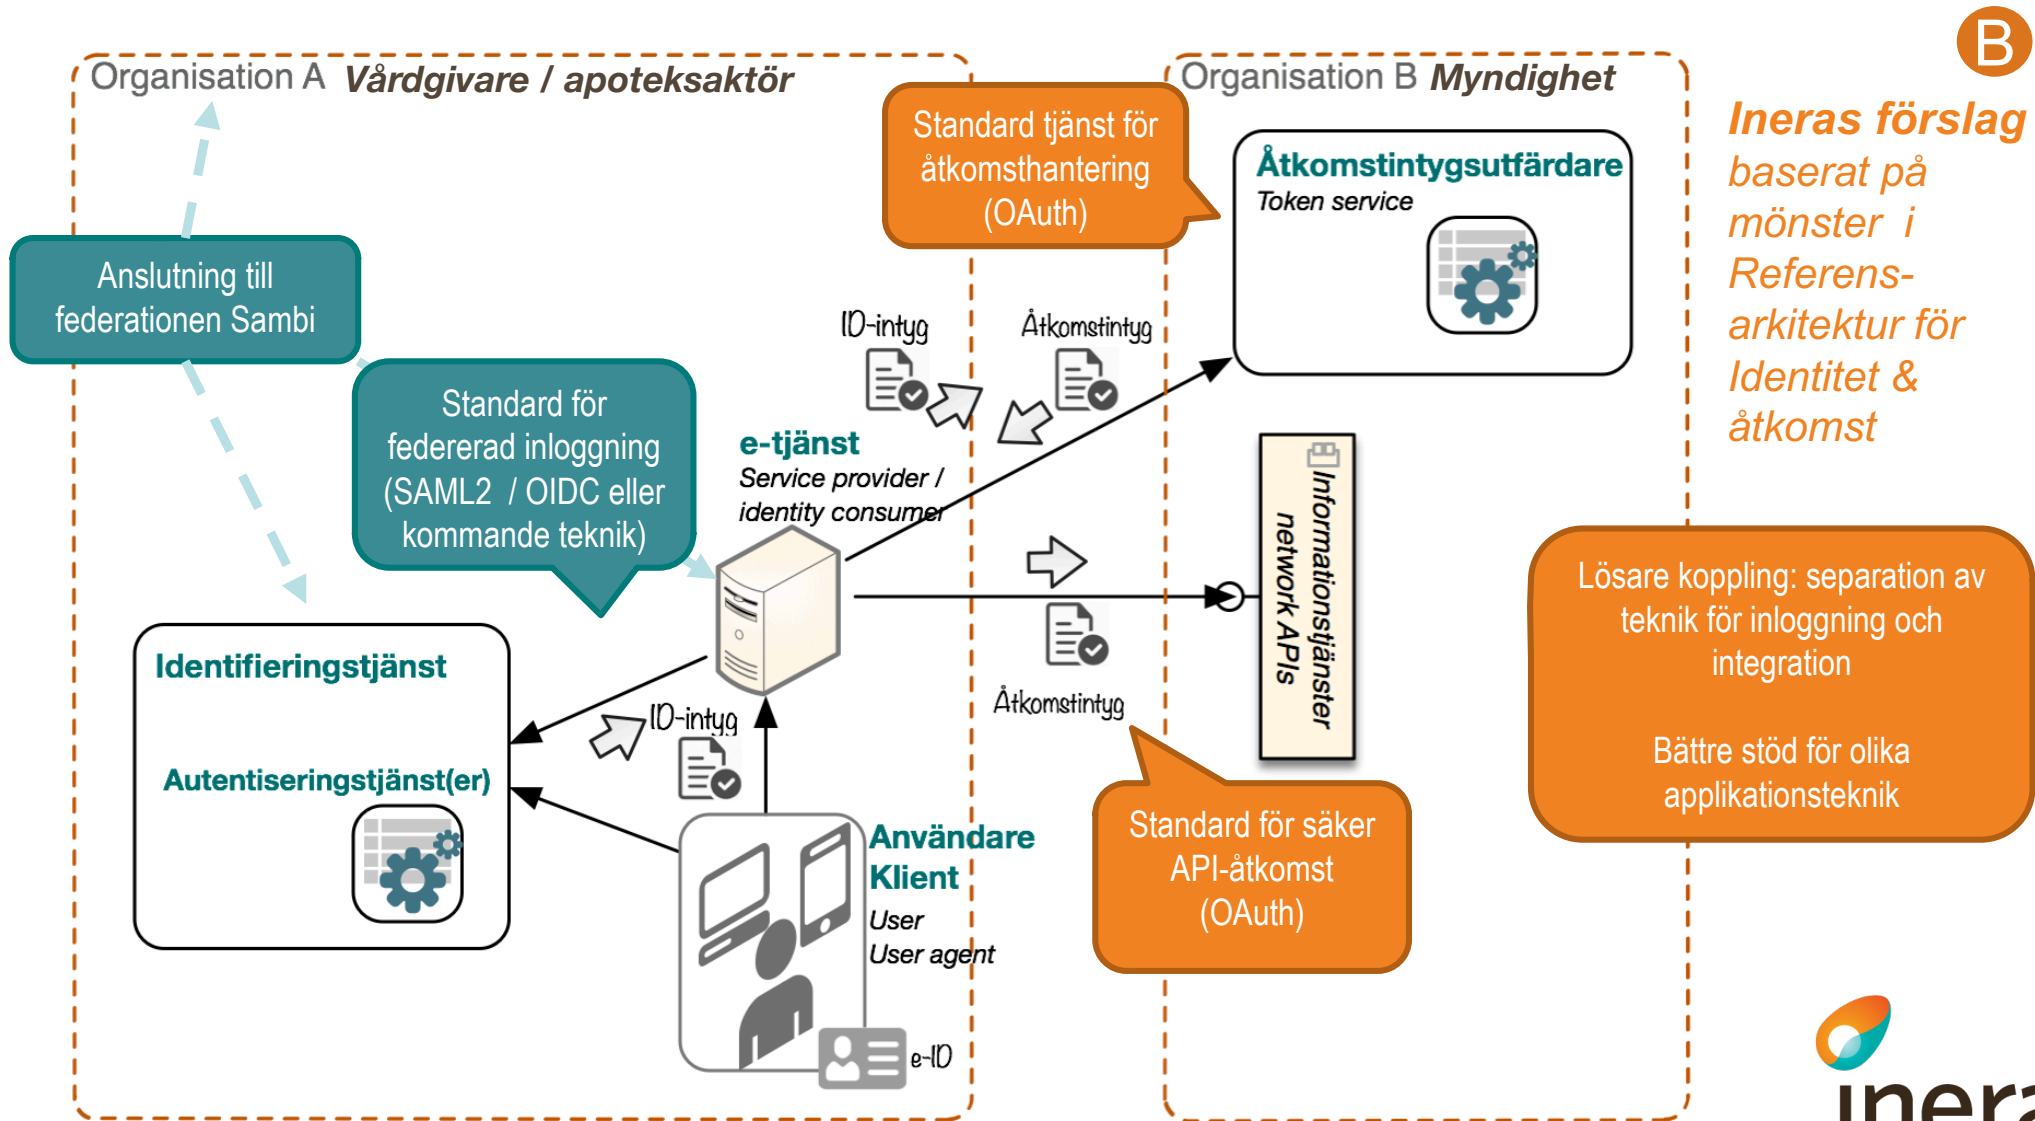 B
Organisation A Vårdgivare / apoteksaktör
Organisation B Myndighet
Ineras förslag
baserat på
mönster i
Referens-
arkitektur för
Identitet &
åtkomst
Standard tjänst för
åtkomsthantering
(OAuth)
Åtkomstintygsutfärdare
Token service
Anslutning till
federationen Sambi
ID-intyg
Åtkomstintyg
Standard för
federerad inloggning
(SAML2 / OIDC eller
kommande teknik)
e-tjänst
Service provider /
identity consumer
Informationstjänster
network APIs
Lösare koppling: separation av
teknik för inloggning och
integration
Bättre stöd för olika
applikationsteknik
Identifieringstjänst
ID-intyg
Åtkomstintyg
Autentiseringstjänst(er)
Användare
Klient
User
User agent
Standard för säker
API-åtkomst
(OAuth)
e-ID
inera